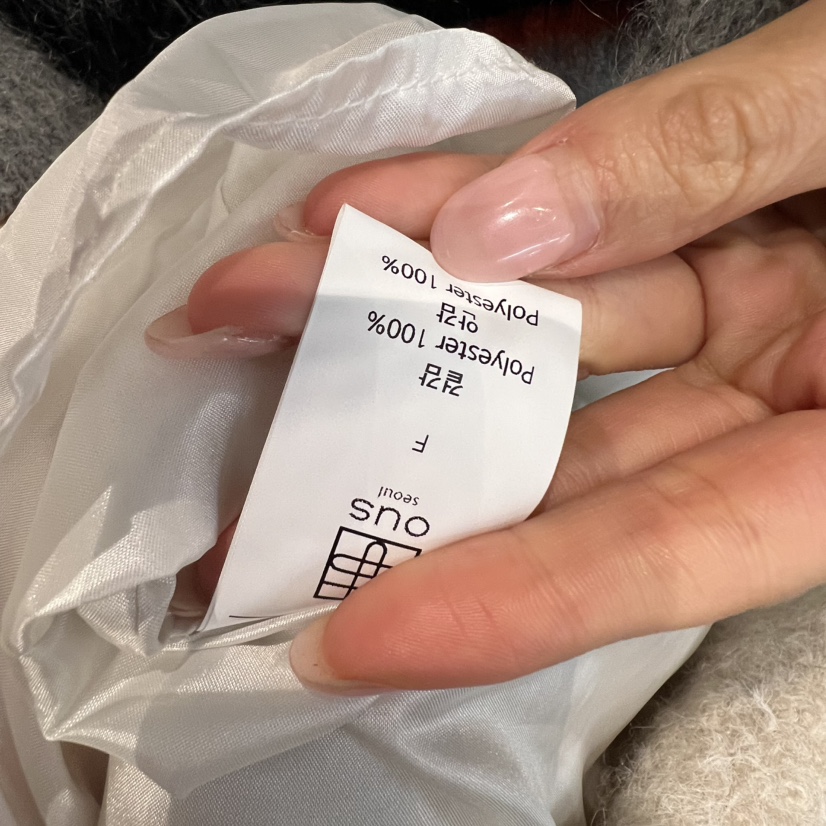 ous
seoul
F
겉감
Polyester 100%
안감
Polyester 100%